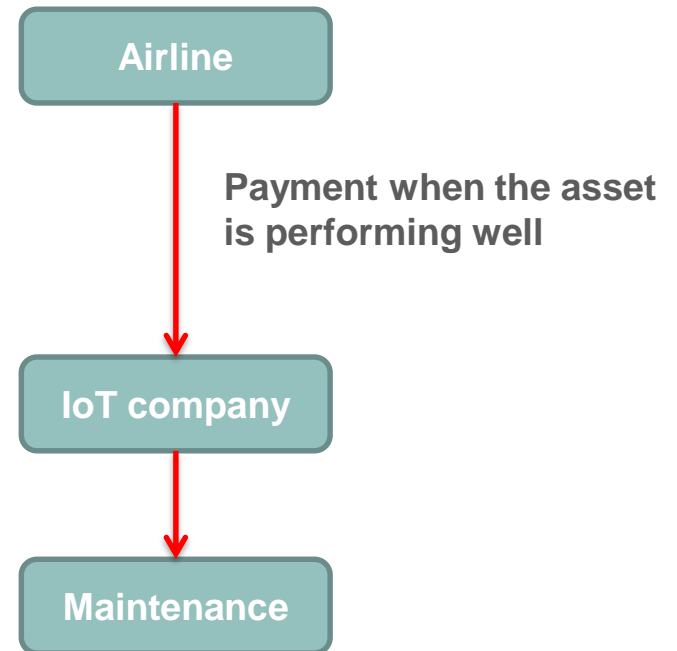 Airline
Payment when the asset
is performing well
IoT company
Maintenance